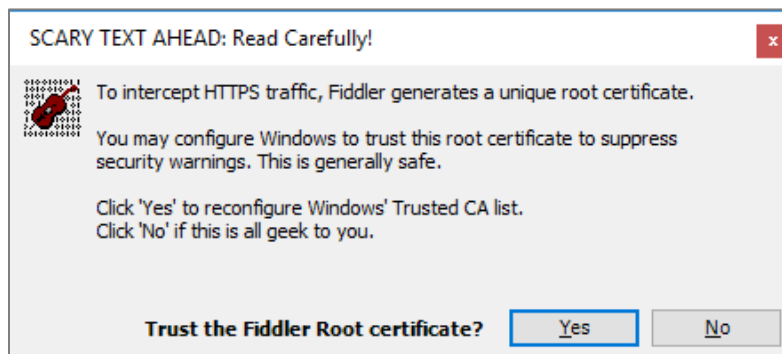 SCARY TEXT AHEAD: Read Carefully!
x
To intercept HTTPS traffic, Fiddler generates a unique root certificate.
You may configure Windows to trust this root certificate to suppress
security warnings. This is generally safe.
Click 'Yes' to reconfigure Windows' Trusted CA list.
Click 'No' if this is all geek to you.
Trust the Fiddler Root certificate?
Yes
No